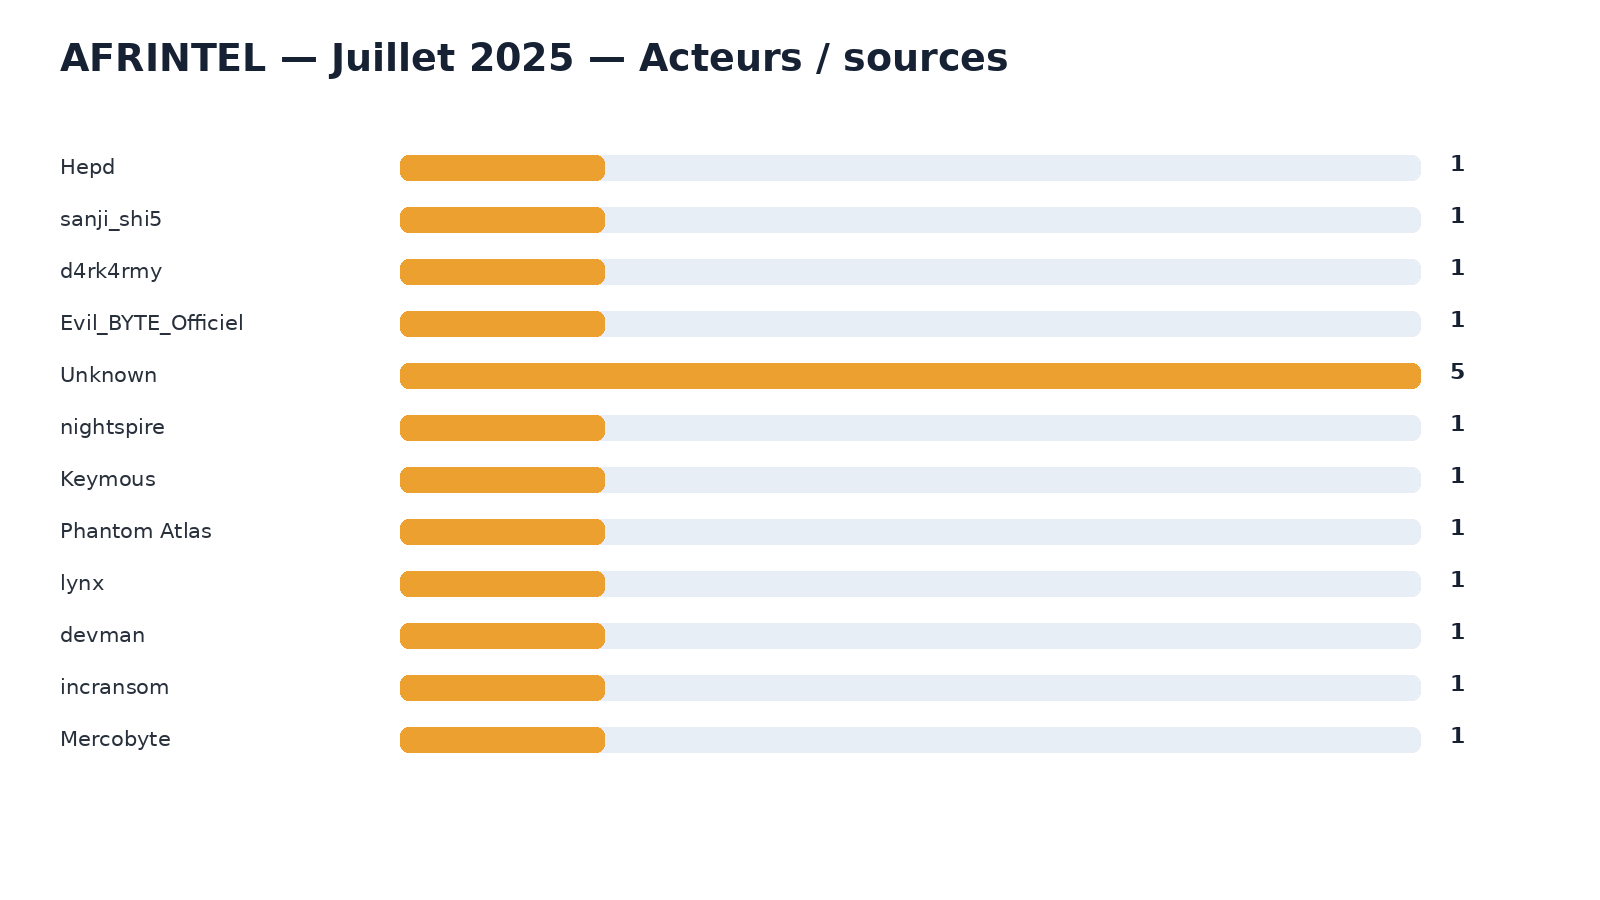 AFRINTEL — Juillet 2025 — Acteurs / sources
Hepd 1
sanji_shi5 1
d4rk4rmy 1
Evil_BYTE_Officiel 1
Unknown 5
nightspire 1
Keymous 1
Phantom Atlas 1
lynx 1
devman 1
incransom 1
Mercobyte 1